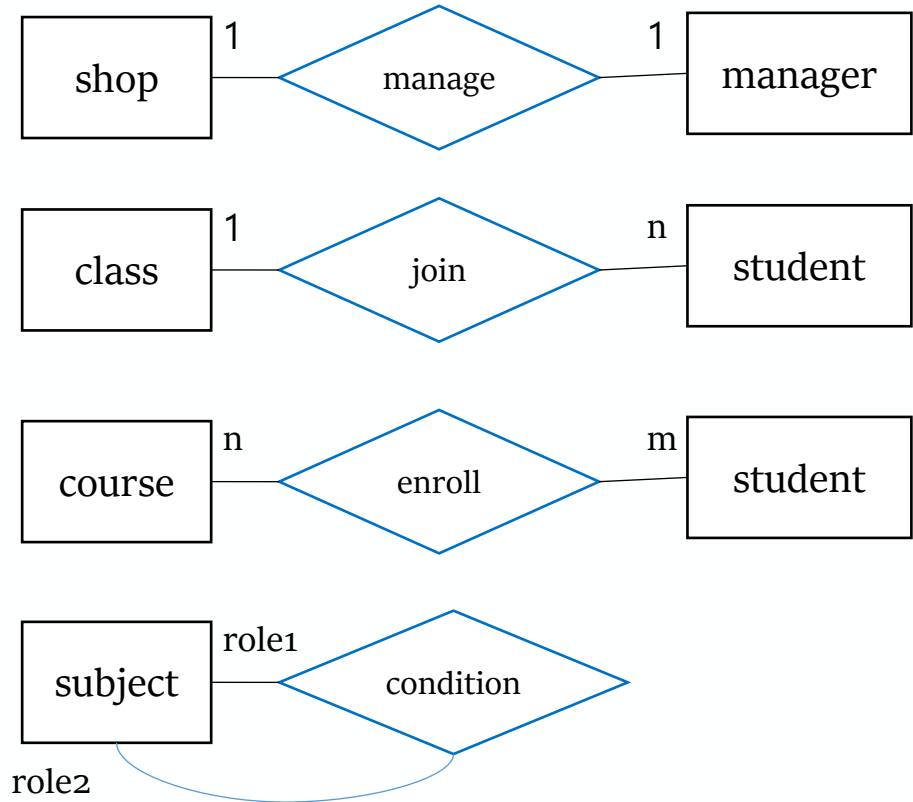 1
1
shop
manage
manager
1
n
class
join
student
n
m
course
enroll
student
role1
subject
condition
role2